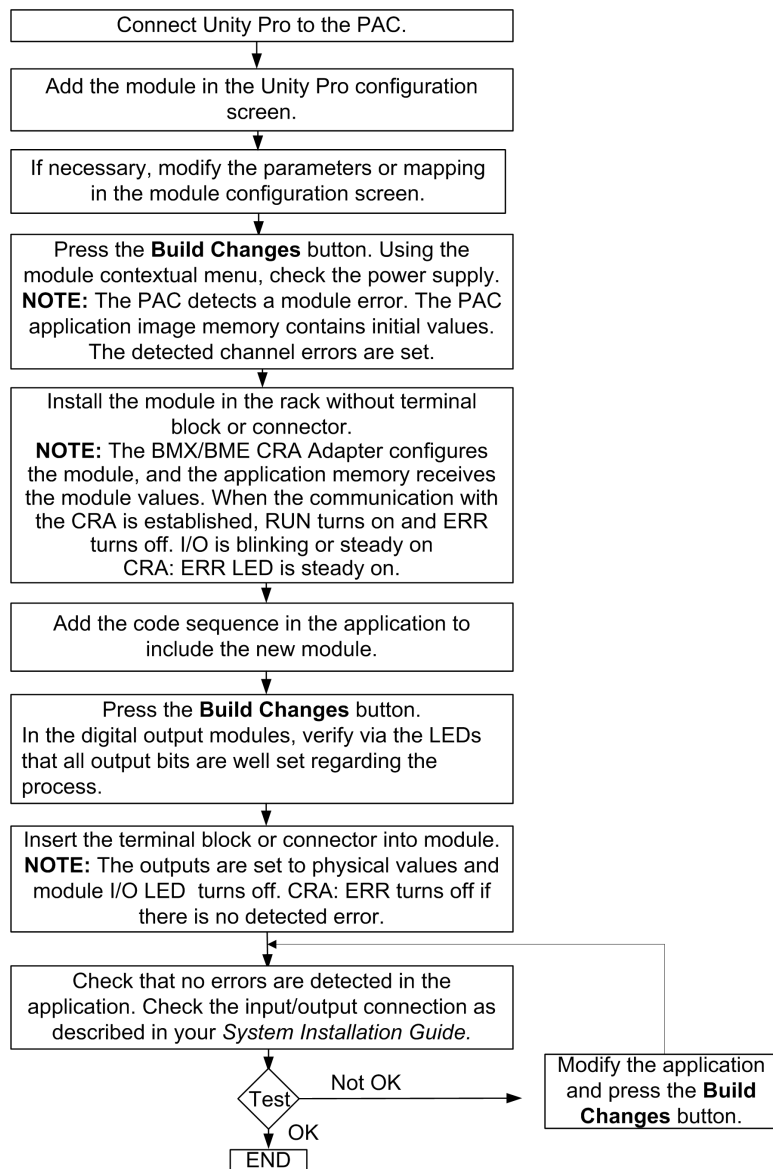 Connect Unity Pro to the PAC.
Add the module in the Unity Pro configuration
screen.
If necessary, modify the parameters or mapping
in the module configuration screen.
Press the Build Changes button. Using the
module contextual menu, check the power supply.
NOTE: The PAC detects a module error. The PAC
application image memory contains initial values.
The detected channel errors are set.
Install the module in the rack without terminal
block or connector.
NOTE: The BMX/BME CRA Adapter configures
the module, and the application memory receives
the module values. When the communication with
the CRA is established, RUN turns on and ERR
turns off. I/O is blinking or steady on
CRA: ERR LED is steady on.
Add the code sequence in the application to
include the new module.
Press the Build Changes button.
In the digital output modules, verify via the LEDs
that all output bits are well set regarding the
process.
Insert the terminal block or connector into module.
NOTE: The outputs are set to physical values and
module I/O LED turns off. CRA: ERR turns off if
there is no detected error.
Check that no errors are detected in the
application. Check the input/output connection as
described in your System Installation Guide.
Test
Not OK
Modify the application
and press the Build
Changes button.
OK
END